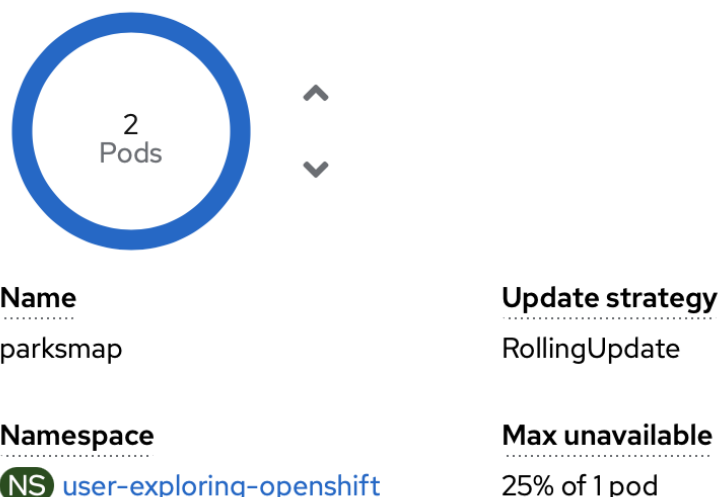 2
Pods
Name
parksmap
Update strategy
RollingUpdate
Namespace
NS user-exploring-openshift
Max unavailable
25% of 1 pod